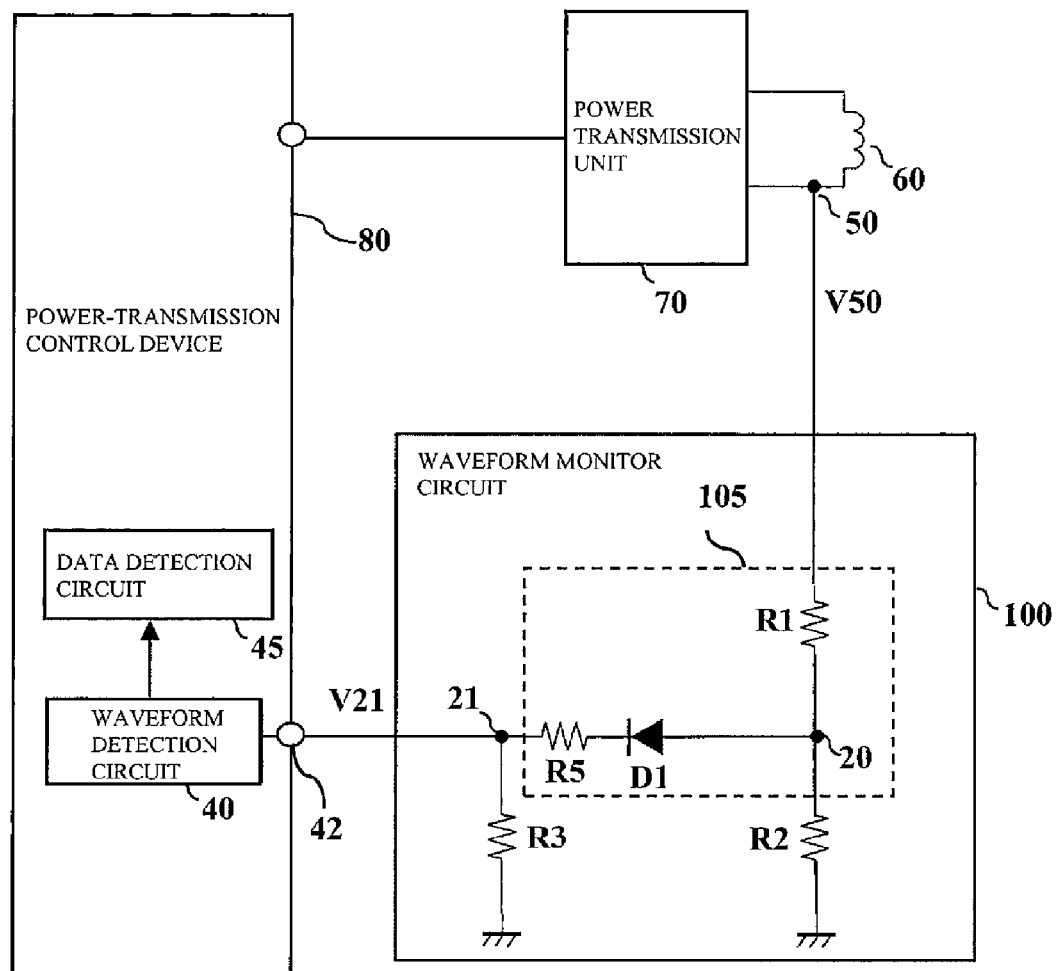 POWER
TRANSMISSION
UNIT
60
50
80
70
V50
POWER-TRANSMISSION
CONTROL DEVICE
WAVEFORM MONITOR
CIRCUIT
105
DATA DETECTION
CIRCUIT
R1
100
45
V21
21
WAVEFORM
DETECTION
CIRCUIT
20
R5
D1
40
42
R3
R2